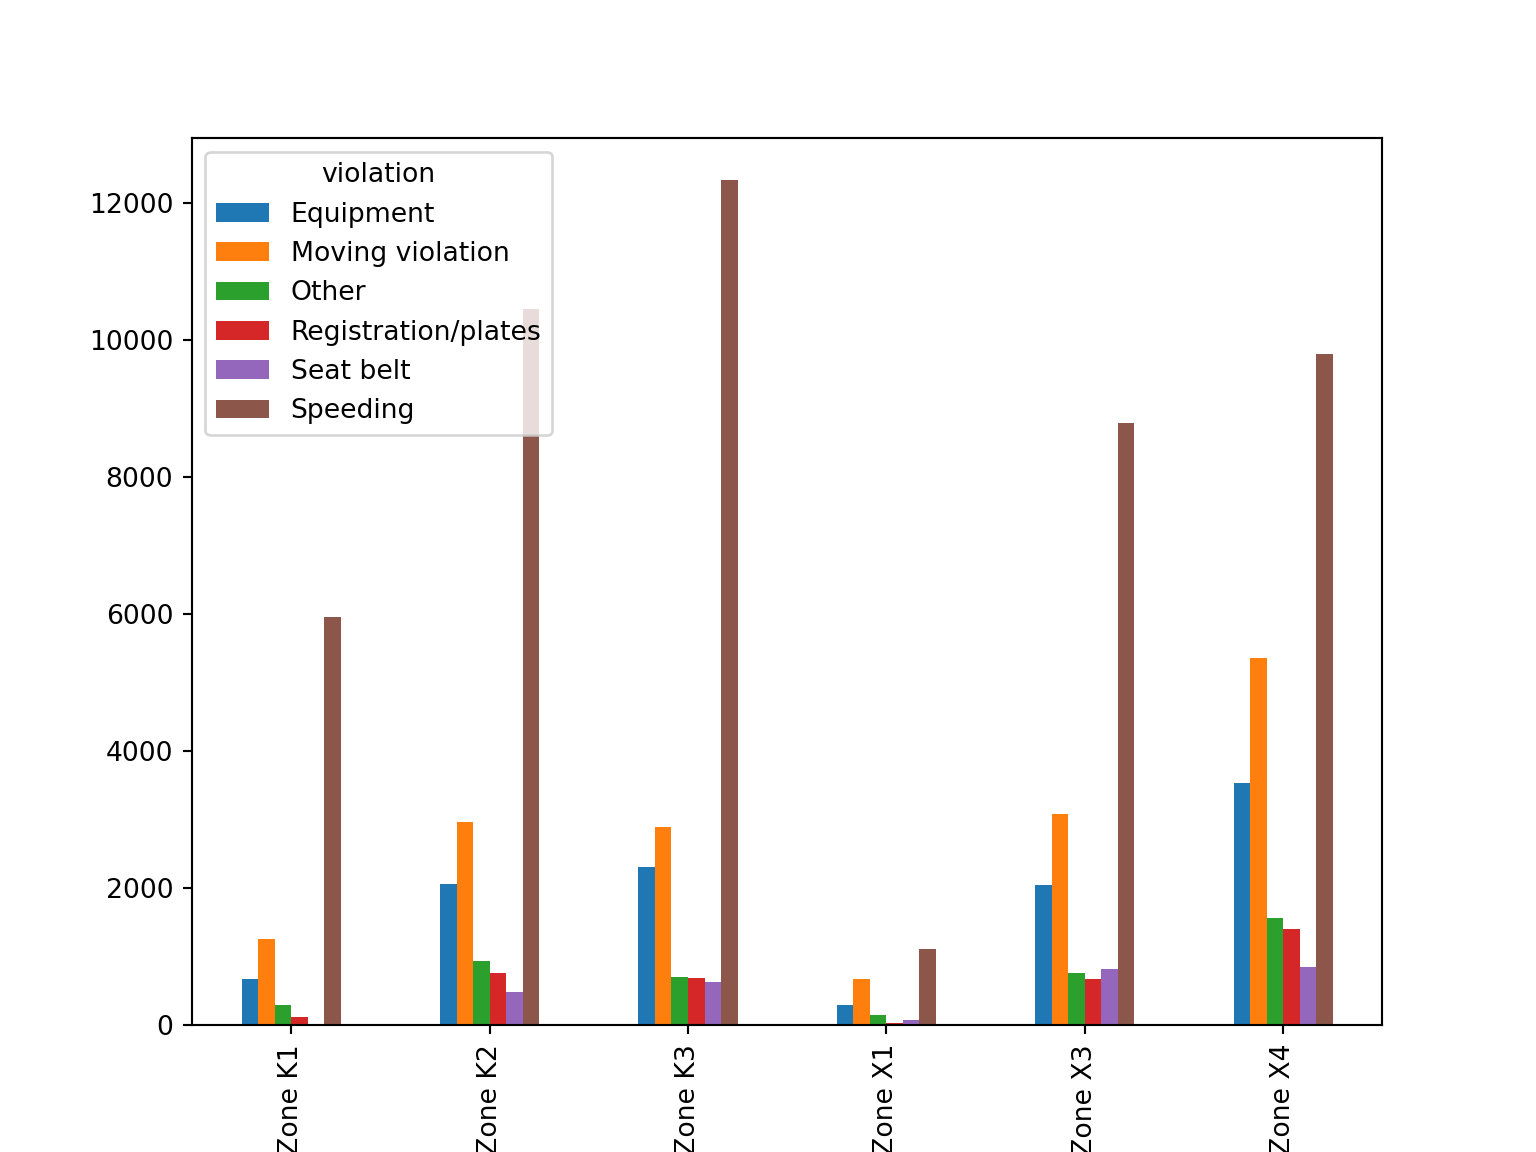 violation
Equipment
Moving violation
Other
Registration/plates
Seat belt
Speeding
12000
10000
8000
6000
4000
2000
0
Zone K1
Zone K2
Zone K3
Zone X1
Zone X3
Zone X4